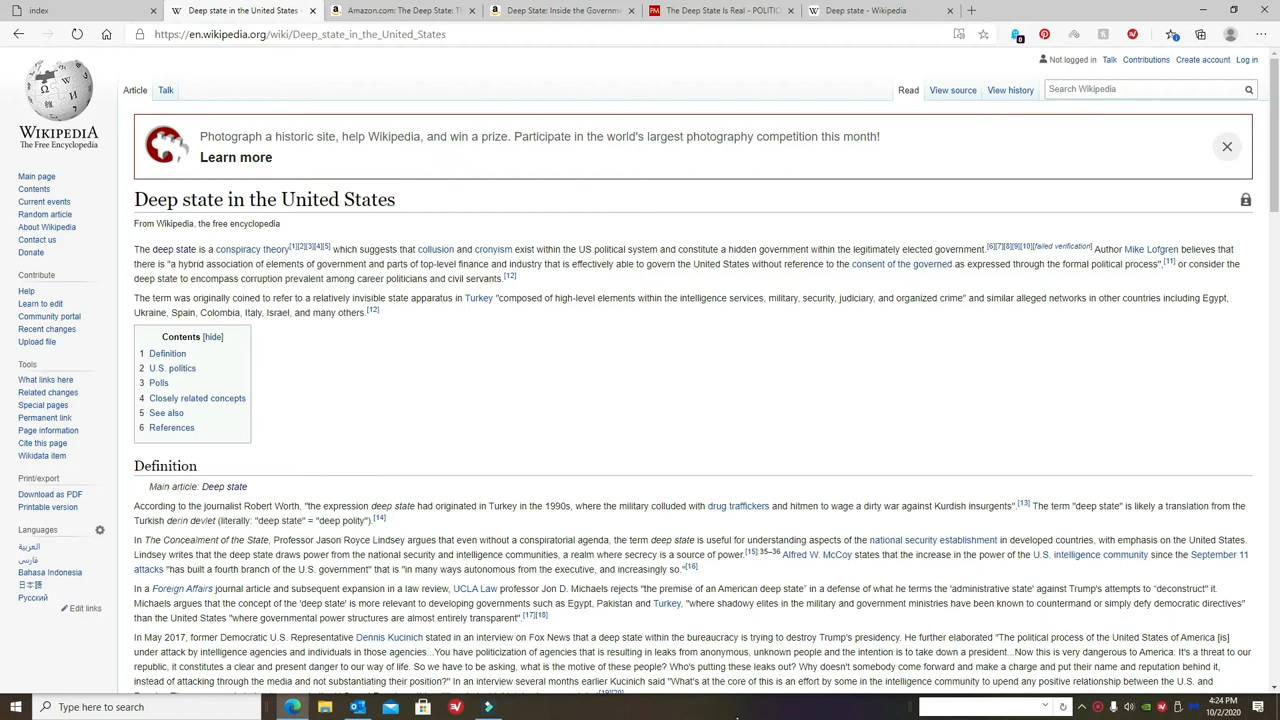 index
Deep state in the United States -
Amazon.com: The Deep State: Th
Deep State: Inside the Governm
The Deep State Is Real - POLITIC
Deep state - Wikipedia
https://en.wikipedia.org/wiki/Deep_state_in_the_United_States
Not logged in Talk Contributions Create account Log in
Article Talk Read View source View history Search Wikipedia
WIKIPEDIA
The Free Encyclopedia
Main page
Contents
Current events
Random article
About Wikipedia
Contact us
Donate
Contribute
Help
Learn to edit
Community portal
Recent changes
Upload file
Tools
What links here
Related changes
Special pages
Permanent link
Page information
Cite this page
Wikidata item
Print/export
Download as PDF
Printable version
Languages
العربية
فارسی
Bahasa Indonesia
日本語
Русский
Edit links
Photograph a historic site, help Wikipedia, and win a prize. Participate in the world's largest photography competition this month!
Learn more
Deep state in the United States
From Wikipedia, the free encyclopedia
The deep state is a conspiracy theory[1][2][3][4][5] which suggests that collusion and cronyism exist within the US political system and constitute a hidden government within the legitimately elected government.[6][7][8][9][10][failed verification] Author Mike Lofgren believes that
there is "a hybrid association of elements of government and parts of top-level finance and industry that is effectively able to govern the United States without reference to the consent of the governed as expressed through the formal political process",[11] or consider the
deep state to encompass corruption prevalent among career politicians and civil servants.[12]
The term was originally coined to refer to a relatively invisible state apparatus in Turkey "composed of high-level elements within the intelligence services, military, security, judiciary, and organized crime" and similar alleged networks in other countries including Egypt,
Ukraine, Spain, Colombia, Italy, Israel, and many others.[12]
Contents [hide]
1 Definition
2 U.S. politics
3 Polls
4 Closely related concepts
5 See also
6 References
Definition
Main article: Deep state
According to the journalist Robert Worth, "the expression deep state had originated in Turkey in the 1990s, where the military colluded with drug traffickers and hitmen to wage a dirty war against Kurdish insurgents".[13] The term "deep state" is likely a translation from the
Turkish derin devlet (literally: "deep state" = "deep polity").[14]
In The Concealment of the State, Professor Jason Royce Lindsey argues that even without a conspiratorial agenda, the term deep state is useful for understanding aspects of the national security establishment in developed countries, with emphasis on the United States.
Lindsey writes that the deep state draws power from the national security and intelligence communities, a realm where secrecy is a source of power.[15]:35–36 Alfred W. McCoy states that the increase in the power of the U.S. intelligence community since the September 11
attacks "has built a fourth branch of the U.S. government" that is "in many ways autonomous from the executive, and increasingly so."[16]
In a Foreign Affairs journal article and subsequent expansion in a law review, UCLA Law professor Jon D. Michaels rejects "the premise of an American deep state" in a defense of what he terms the 'administrative state' against Trump's attempts to "deconstruct" it.
Michaels argues that the concept of the 'deep state' is more relevant to developing governments such as Egypt, Pakistan and Turkey, "where shadowy elites in the military and government ministries have been known to countermand or simply defy democratic directives"
than the United States "where governmental power structures are almost entirely transparent".[17][18]
In May 2017, former Democratic U.S. Representative Dennis Kucinich stated in an interview on Fox News that a deep state within the bureaucracy is trying to destroy Trump's presidency. He further elaborated "The political process of the United States of America [is]
under attack by intelligence agencies and individuals in those agencies...You have politicization of agencies that is resulting in leaks from anonymous, unknown people and the intention is to take down a president...Now this is very dangerous to America. It's a threat to our
republic, it constitutes a clear and present danger to our way of life. So we have to be asking, what is the motive of these people? Who's putting these leaks out? Why doesn't somebody come forward and make a charge and put their name and reputation behind it,
instead of attacking through the media and not substantiating their position?" In an interview several months earlier Kucinich said "What's at the core of this is an effort by some in the intelligence community to upend any positive relationship between the U.S. and
Type here to search
4:24 PM
10/2/2020